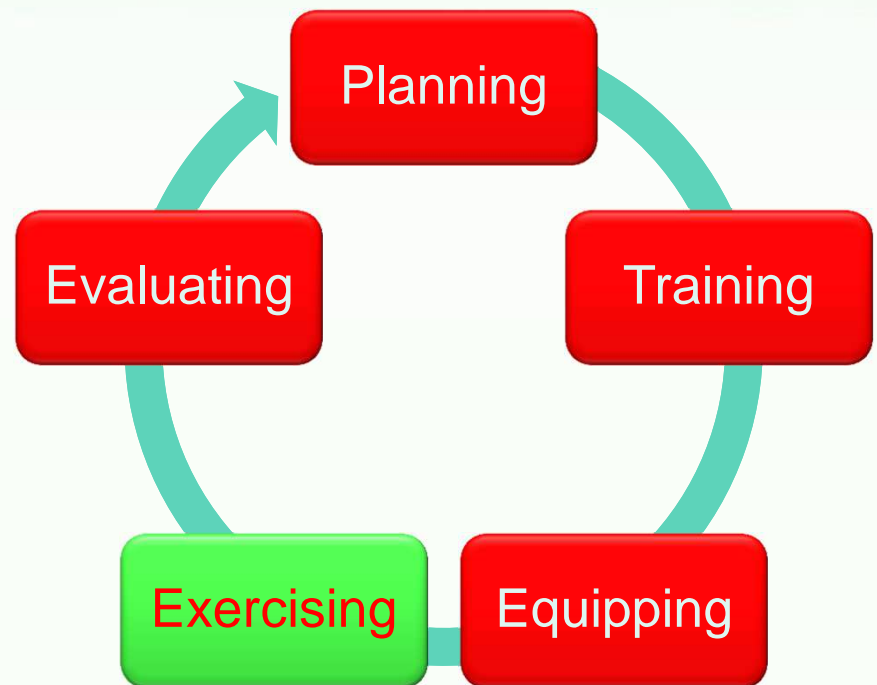 Planning
Training
Equipping
Exercising
Evaluating